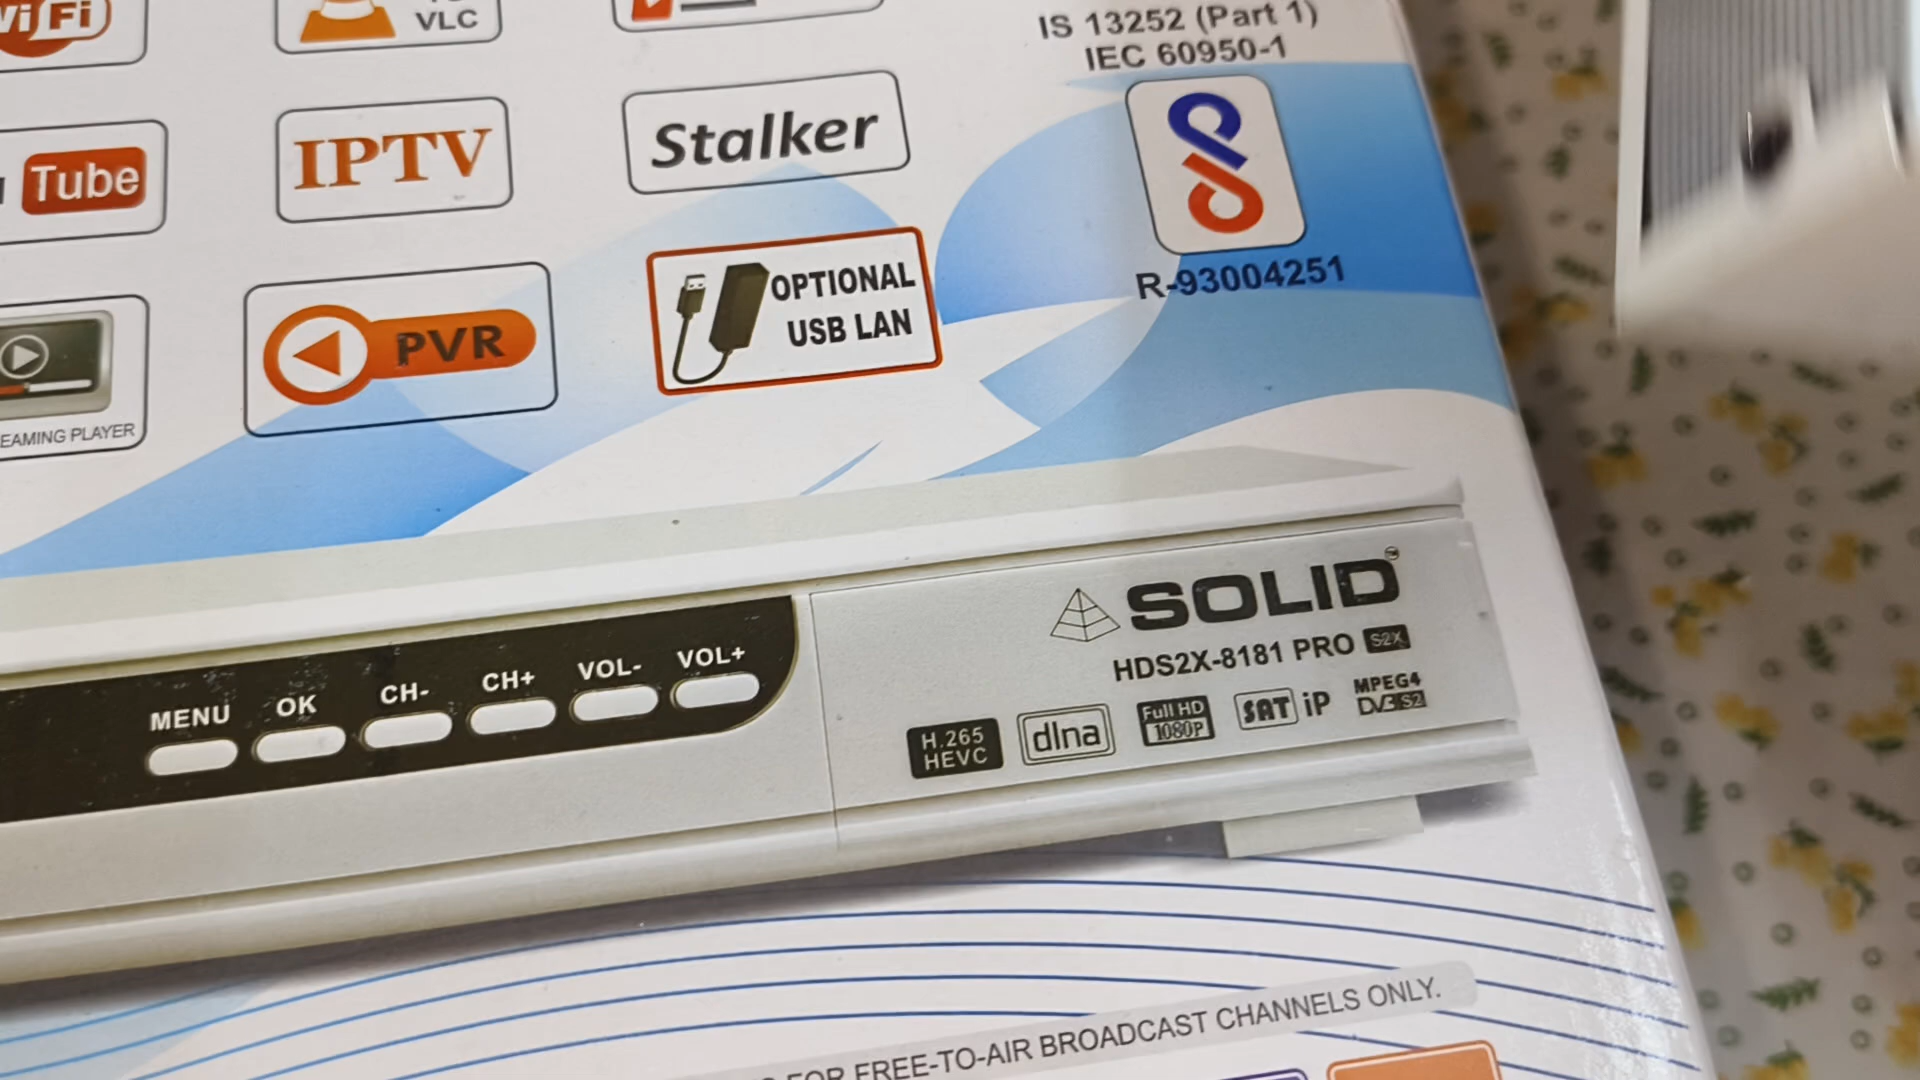 WiFi
VLC
IS 13252 (Part 1)
IEC 60950-1
Tube
IPTV
Stalker
R-93004251
OPTIONAL
USB LAN
PVR
EAMING PLAYER
SOLID
TM
HDS2X-8181 PRO S2X
MENU
OK
CH-
CH+
VOL-
VOL+
H.265
HEVC
dlna
Full HD
1080P
SAT iP
MPEG4
DVB S2
FOR FREE-TO-AIR BROADCAST CHANNELS ONLY.